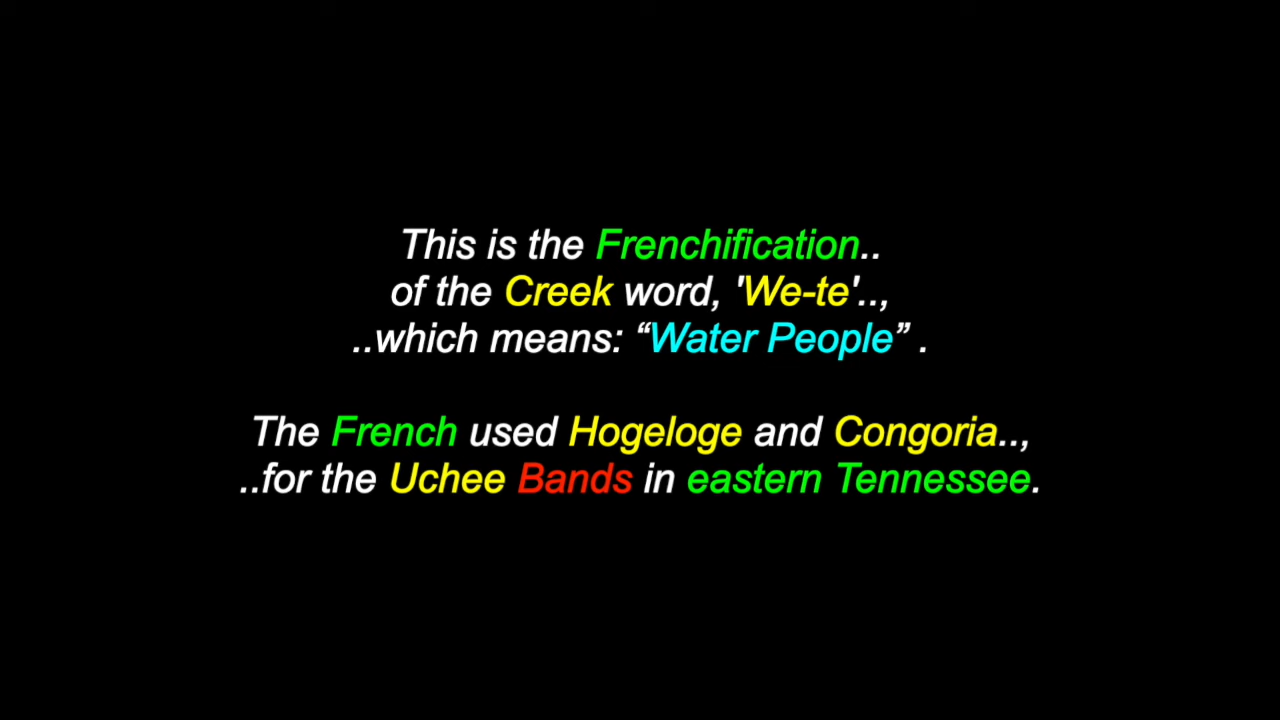 This is the Frenchification..
of the Creek word, 'We-te'..,
..which means: “Water People” .
The French used Hogeloge and Congoria..,
..for the Uchee Bands in eastern Tennessee.